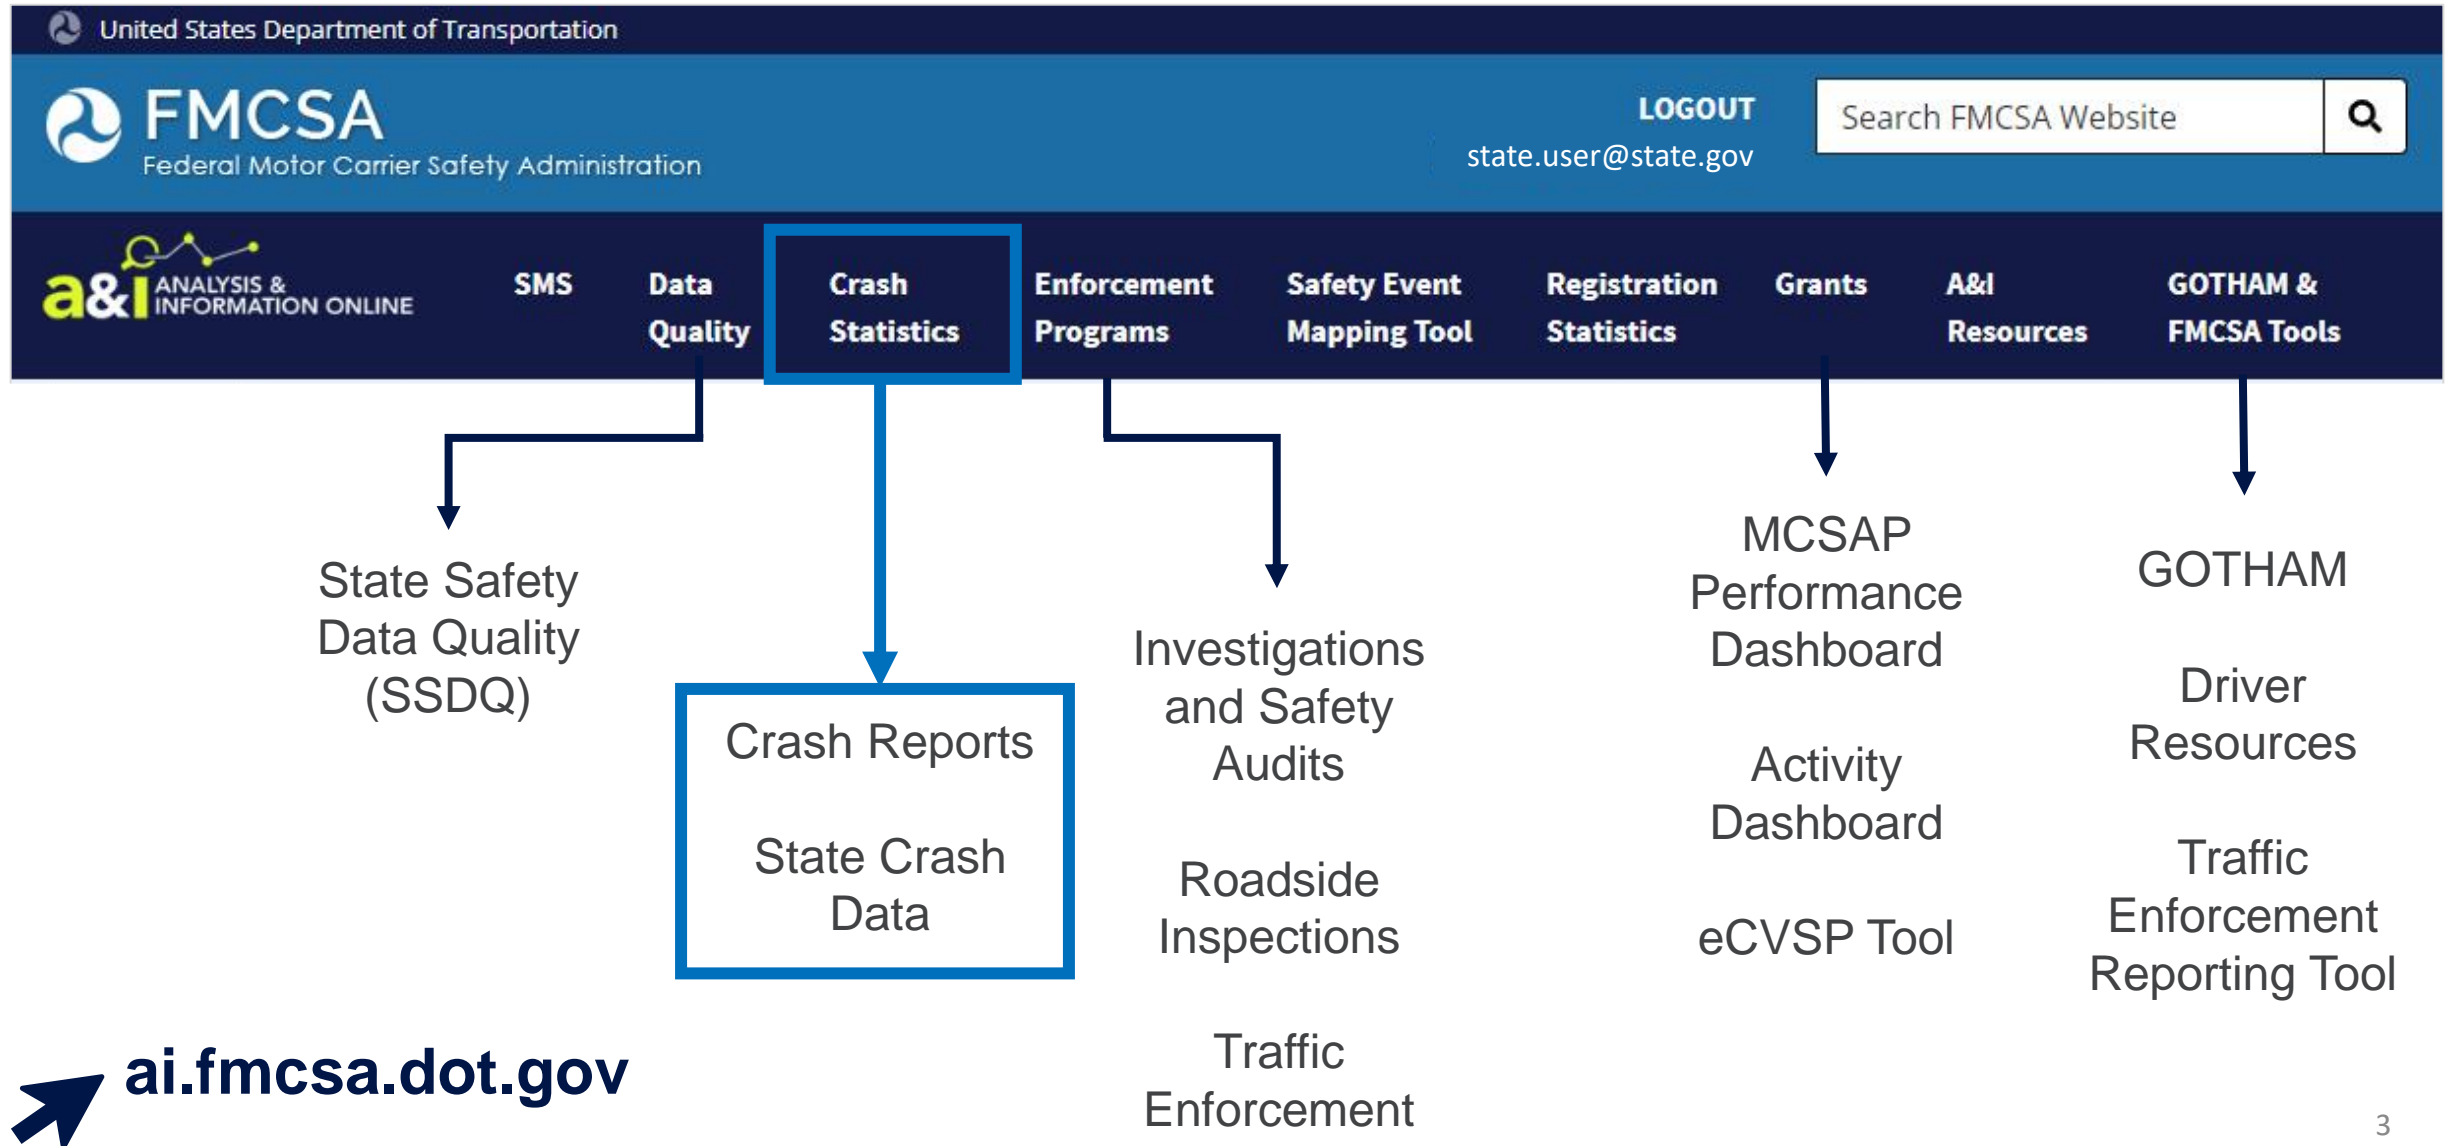 United States Department of Transportation
FMCSA
Federal Motor Carrier Safety Administration
LOGOUT
state.user@state.gov
Search FMCSA Website
a&i ANALYSIS &
INFORMATION ONLINE
SMS
Data
Quality
Crash
Statistics
Enforcement
Programs
Safety Event
Mapping Tool
Registration
Statistics
Grants
A&I
Resources
GOTHAM &
FMCSA Tools
State Safety
Data Quality
(SSDQ)
Crash Reports
State Crash
Data
Investigations
and Safety
Audits
Roadside
Inspections
Traffic
Enforcement
MCSAP
Performance
Dashboard
Activity
Dashboard
eCVSP Tool
GOTHAM
Driver
Resources
Traffic
Enforcement
Reporting Tool
ai.fmcsa.dot.gov
3